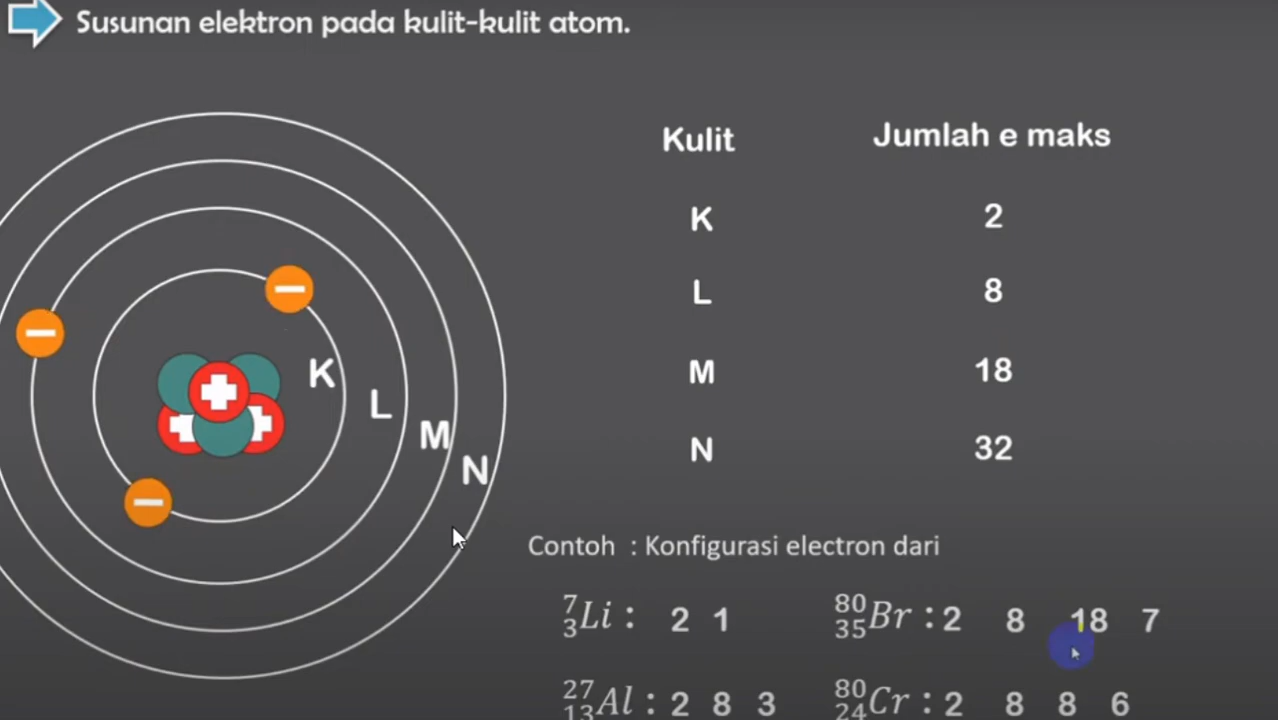 Susunan elektron pada kulit-kulit atom.
Kulit Jumlah e maks
K 2
L 8
M 18
N 32
K
L
M
N
Contoh : Konfigurasi electron dari
⁷₃Li : 2 1
⁸⁰₃₅Br : 2 8 18 7
²⁷₁₃Al : 2 8 3
⁸⁰₂₄Cr : 2 8 8 6